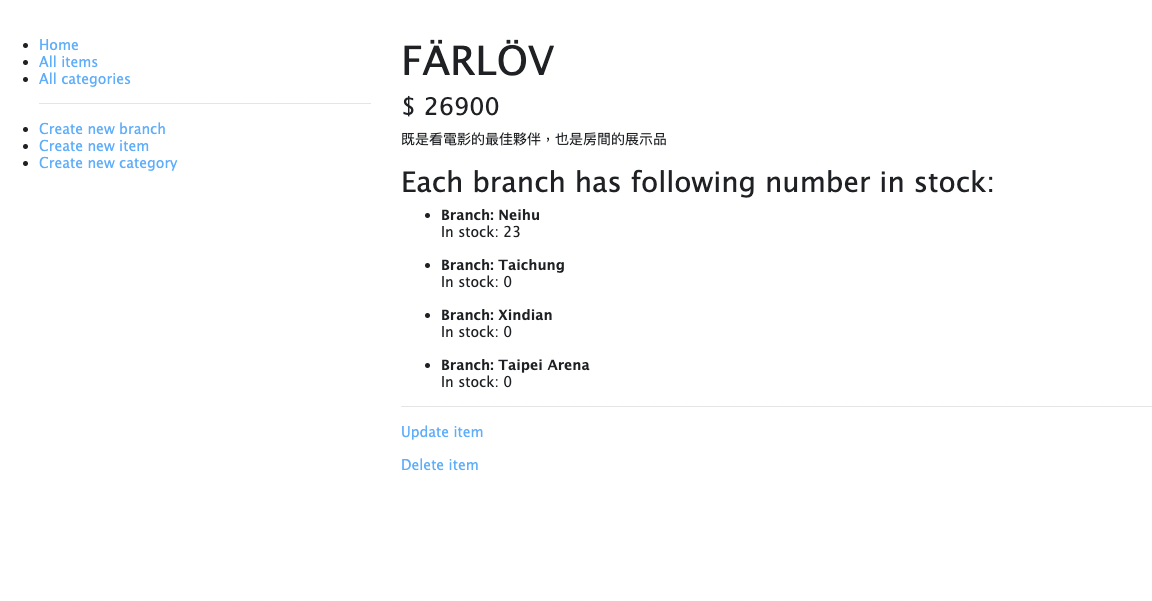 Home
All items
All categories
Create new branch
Create new item
Create new category
FÄRLÖV
$ 26900
既是看電影的最佳夥伴，也是房間的展示品
Each branch has following number in stock:
Branch: Neihu
In stock: 23
Branch: Taichung
In stock: 0
Branch: Xindian
In stock: 0
Branch: Taipei Arena
In stock: 0
Update item
Delete item